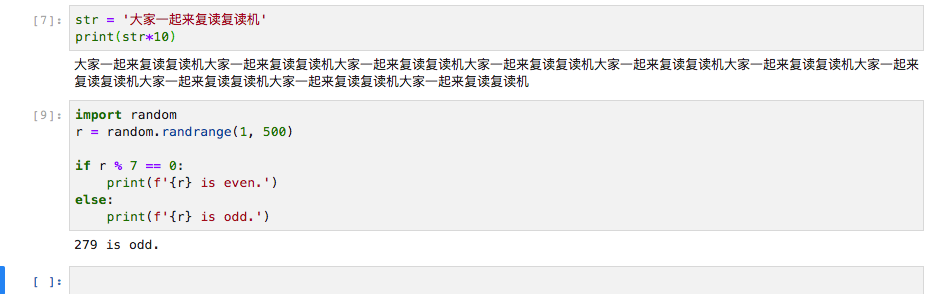 [7]: str = '大家一起来复读复读机'
print(str*10)
大家一起来复读复读机大家一起来复读复读机大家一起来复读复读机大家一起来复读复读机大家一起来复读复读机大家一起来复读复读机大家一起来
复读复读机大家一起来复读复读机大家一起来复读复读机大家一起来复读复读机
[9]: import random
r = random.randrange(1, 500)
if r % 7 == 0:
    print(f'{r} is even.')
else:
    print(f'{r} is odd.')
279 is odd.
[ ]: